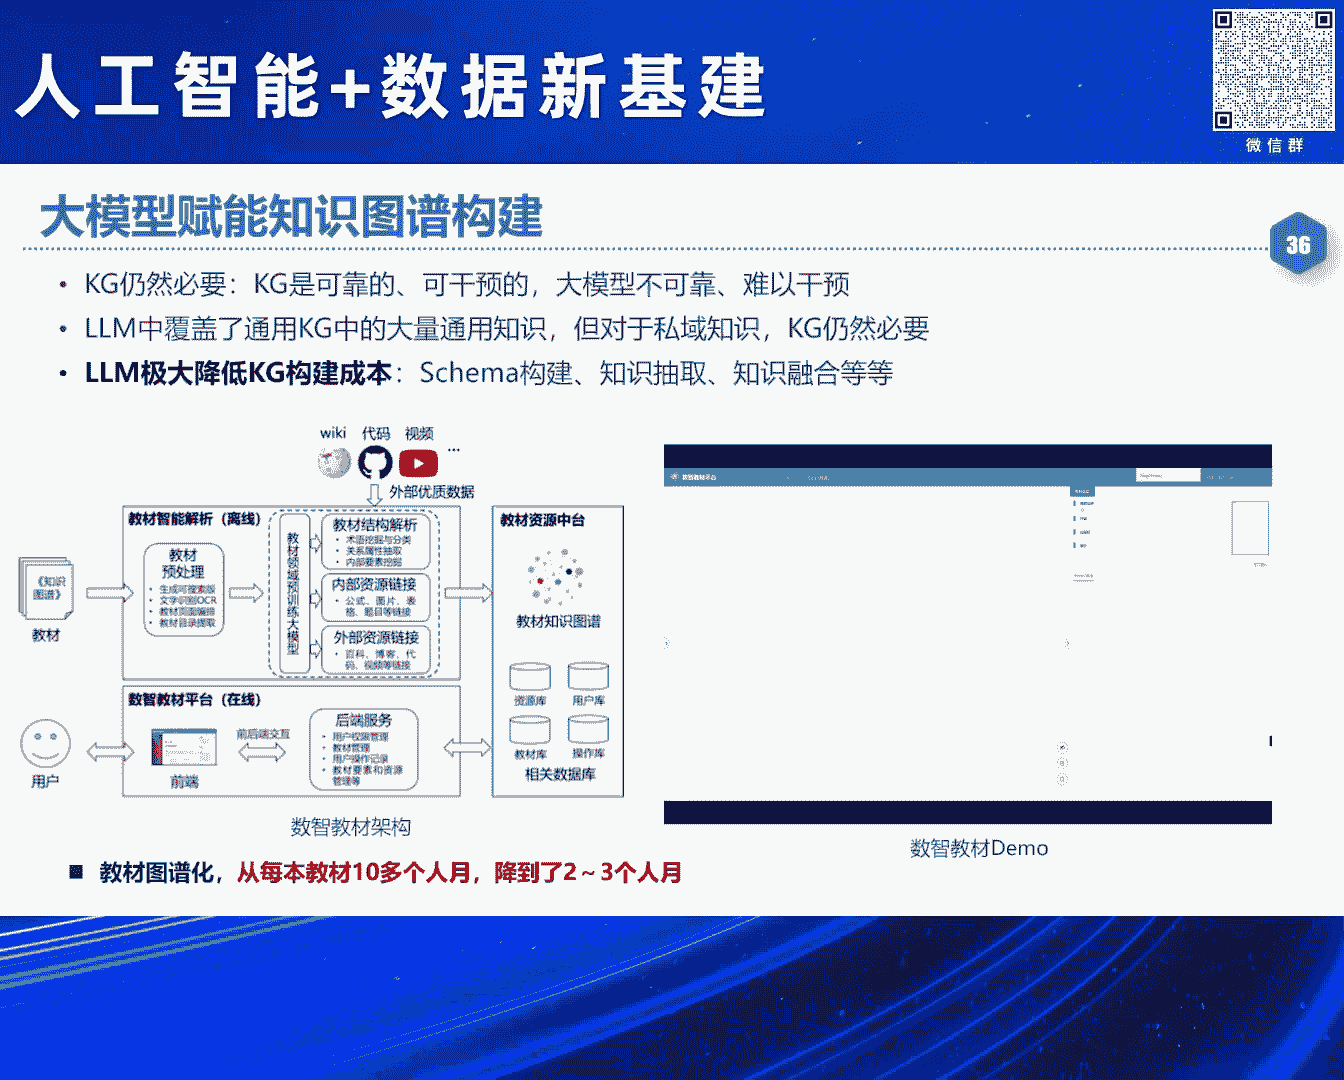 人工智能+数据新基建
微信群
大模型赋能知识图谱构建
36
• KG仍然必要：KG是可靠的、可干预的，大模型不可靠、难以干预
• LLM中覆盖了通用KG中的大量通用知识，但对于私域知识，KG仍然必要
• LLM极大降低KG构建成本：Schema构建、知识抽取、知识融合等等
wiki 代码 视频 ...
外部优质数据
教材智能解析（离线）
教材
预处理
• 生成可搜索版
• 文字识别OCR
• 教材页面编排
• 教材目录提取
教材领域预训练大模型
教材结构解析
• 术语挖掘与分类
• 关系属性抽取
• 内部要素挖掘
内部资源链接
• 公式、图片、表
格、题目等链接
外部资源链接
• 百科、博客、代
码、视频等链接
《知识
图谱》
教材
教材资源中台
教材知识图谱
资源库 用户库
教材库 操作库
相关数据库
数智教材平台（在线）
用户
前端
前后端交互
后端服务
• 用户权限管理
• 教材管理
• 用户操作记录
• 教材要素和资源
管理等
数智教材架构
数智教材平台
数智教材Demo
■ 教材图谱化，从每本教材10多个人月，降到了2～3个人月